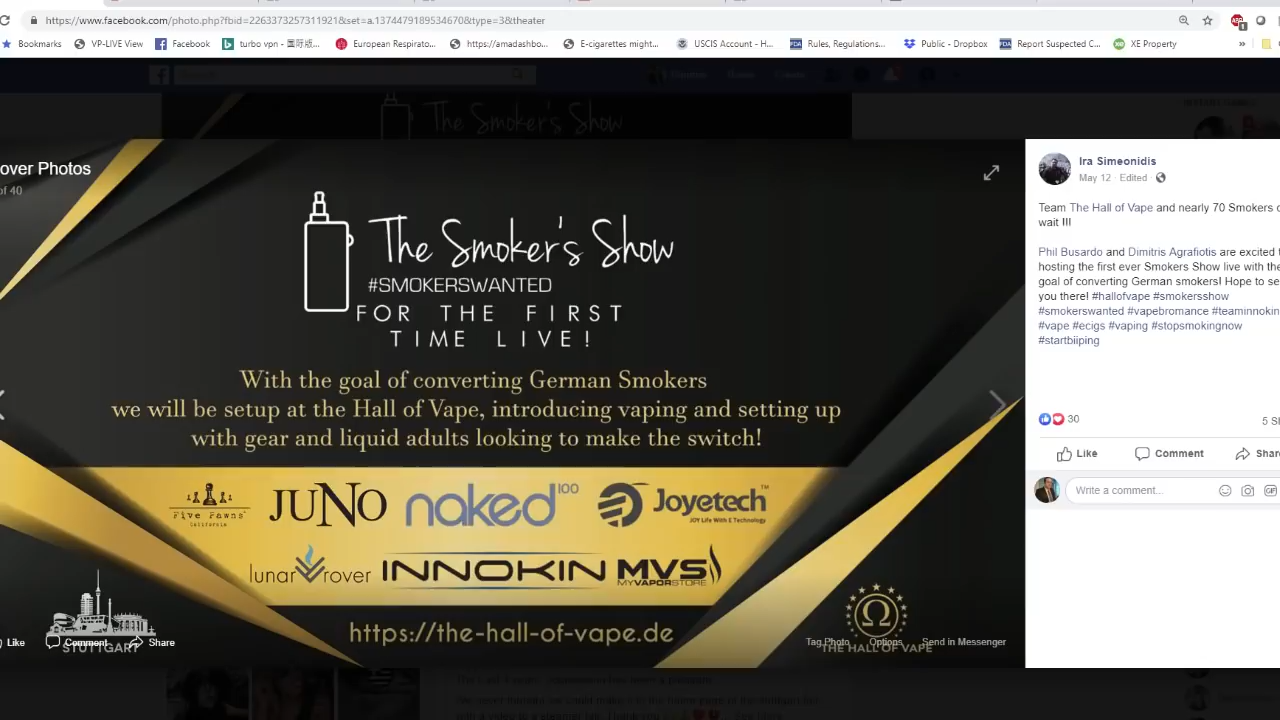 https://www.facebook.com/photo.php?fbid=2263373257311921&set=a.1374479189534670&type=3&theater
Bookmarks
VP-LIVE View
Facebook
turbo vpn - 国际版...
European Respirato...
https://amadashbo...
E-cigarettes might...
USCIS Account - H...
Rules, Regulations...
Public - Dropbox
Report Suspected C...
XE Property
»
The Smoker's Show
over Photos
of 40
The Smoker's Show
#SMOKERSWANTED
FOR THE FIRST
TIME LIVE!
With the goal of converting German Smokers
we will be setup at the Hall of Vape, introducing vaping and setting up
with gear and liquid adults looking to make the switch!
Five Pawns
California
JUNO
naked100
Joyetech™
JOY Life With E Technology
lunar rover
INNOKIN
MVS
MYVAPORSTORE
https://the-hall-of-vape.de
STUTTGART
THE HALL OF VAPE
Like
Comment
Share
Tag Photo
Options
Send in Messenger
Ira Simeonidis
May 12 · Edited ·
Team The Hall of Vape and nearly 70 Smokers
wait !!!
Phil Busardo and Dimitris Agrafiotis are excited
hosting the first ever Smokers Show live with the
goal of converting German smokers! Hope to se
you there! #hallofvape #smokersshow
#smokerswanted #vapebromance #teaminnokin
#vape #ecigs #vaping #stopsmokingnow
#startbiiping
30
5 Sh
Like
Comment
Share
Write a comment...
GIF